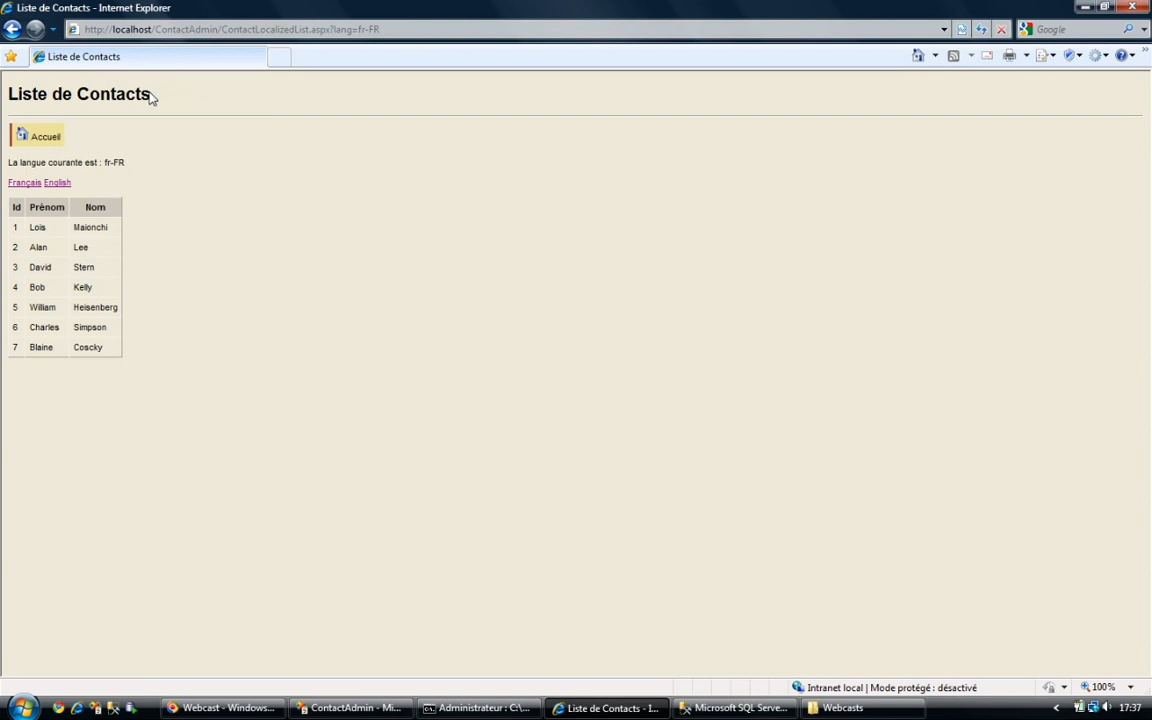 Liste de Contacts - Internet Explorer
http://localhost/ContactAdmin/ContactLocalizedList.aspx?lang=fr-FR
Google
Liste de Contacts
Liste de Contacts
Accueil
La langue courante est : fr-FR
Français English
Id Prénom Nom
1 Lois Maionchi
2 Alan Lee
3 David Stern
4 Bob Kelly
5 William Heisenberg
6 Charles Simpson
7 Blaine Coscky
Intranet local | Mode protégé : désactivé
100%
Webcast - Windows...
ContactAdmin - Mi...
Administrateur : C:\...
Liste de Contacts - I...
Microsoft SQL Serve...
Webcasts
17:37